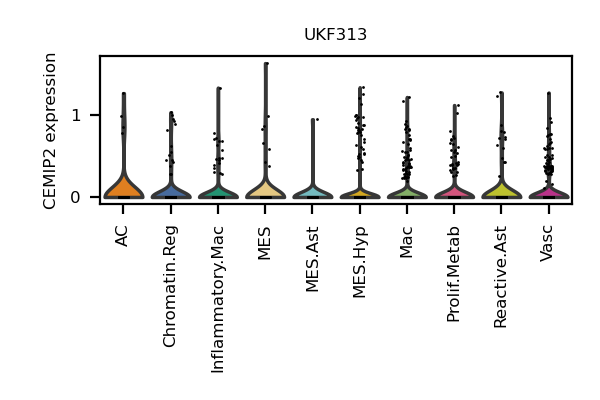 UKF313
CEMIP2 expression
1
0
AC
Chromatin.Reg
Inflammatory.Mac
MES
MES.Ast
MES.Hyp
Mac
Prolif.Metab
Reactive.Ast
Vasc